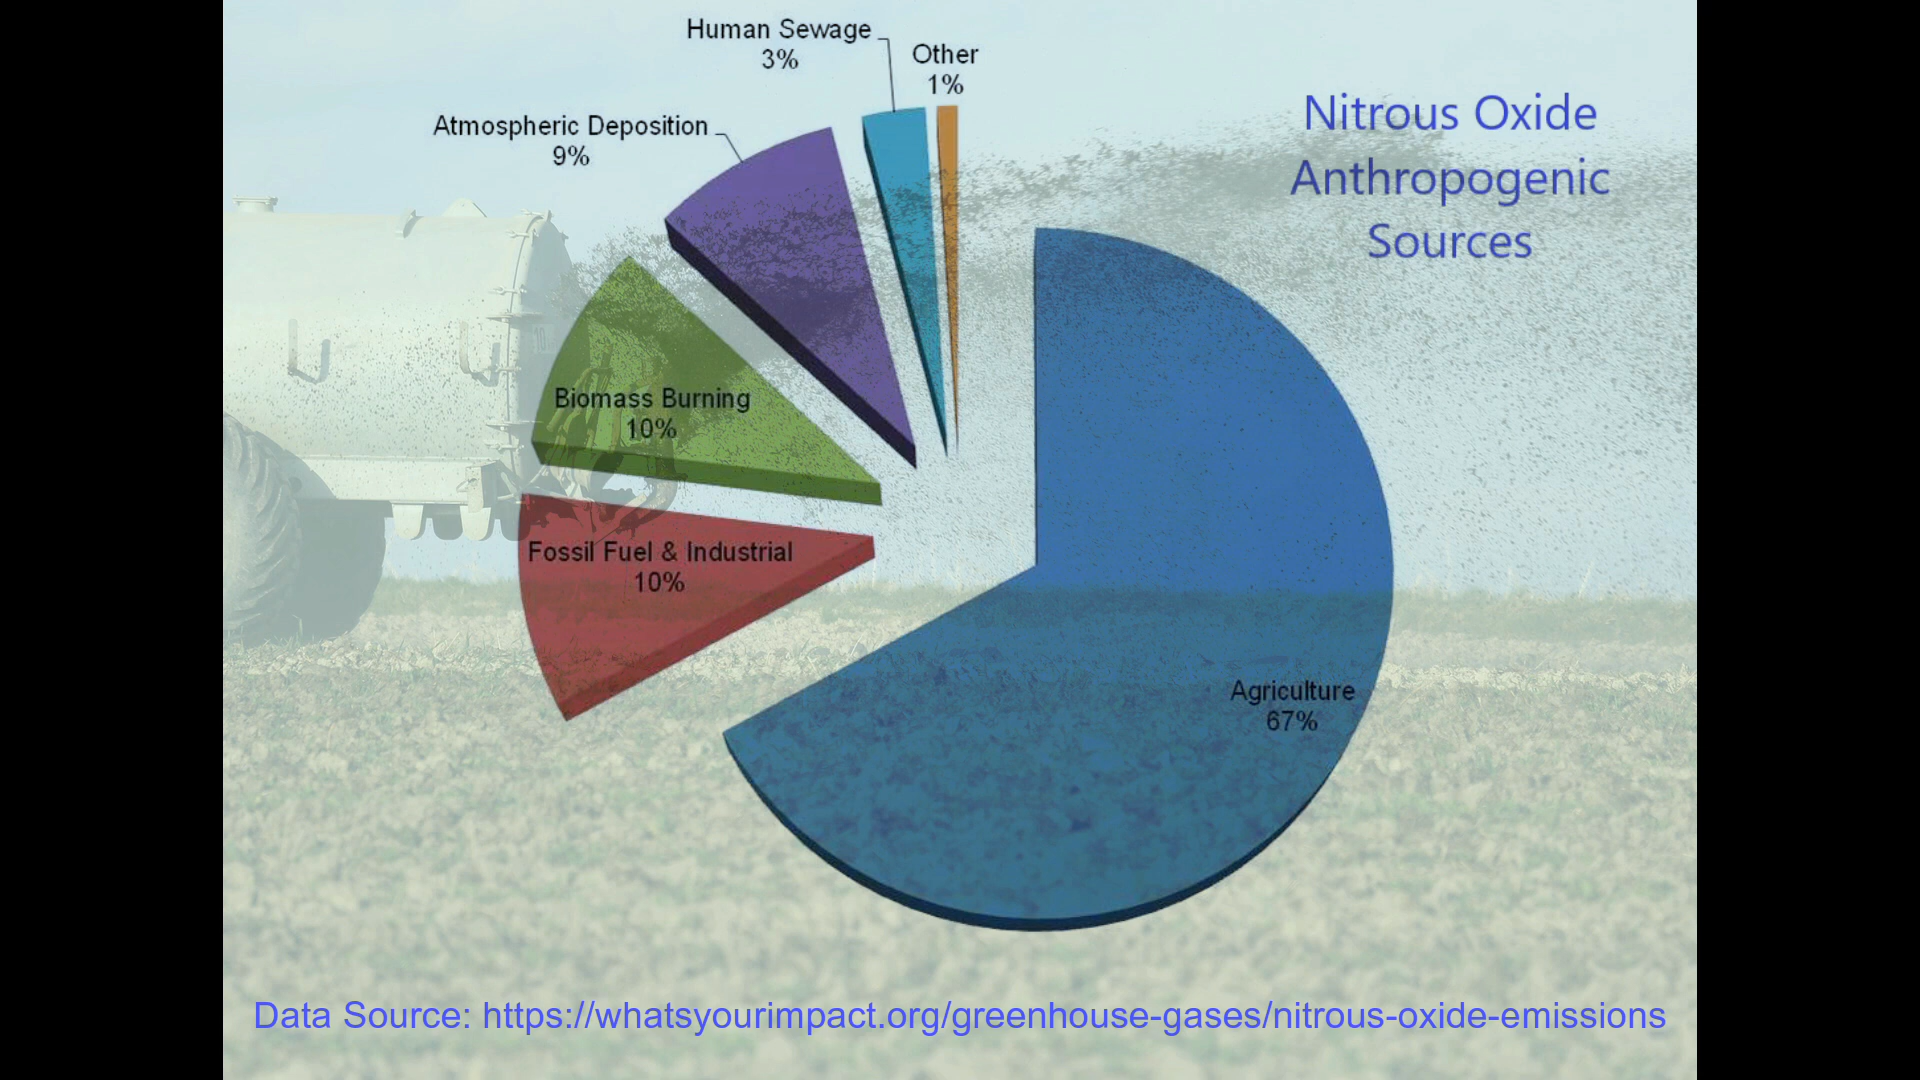 Human Sewage
3%
Other
1%
Atmospheric Deposition
9%
Nitrous Oxide
Anthropogenic
Sources
Biomass Burning
10%
Fossil Fuel & Industrial
10%
Agriculture
67%
Data Source: https://whatsyourimpact.org/greenhouse-gases/nitrous-oxide-emissions